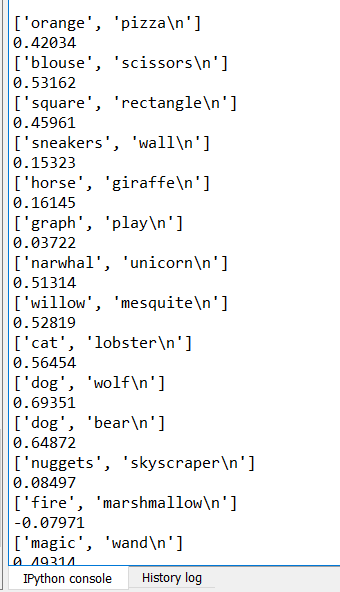 ['orange', 'pizza\n']
0.42034
['blouse', 'scissors\n']
0.53162
['square', 'rectangle\n']
0.45961
['sneakers', 'wall\n']
0.15323
['horse', 'giraffe\n']
0.16145
['graph', 'play\n']
0.03722
['narwhal', 'unicorn\n']
0.51314
['willow', 'mesquite\n']
0.52819
['cat', 'lobster\n']
0.56454
['dog', 'wolf\n']
0.69351
['dog', 'bear\n']
0.64872
['nuggets', 'skyscraper\n']
0.08497
['fire', 'marshmallow\n']
-0.07971
['magic', 'wand\n']
0.49314
IPython console History log